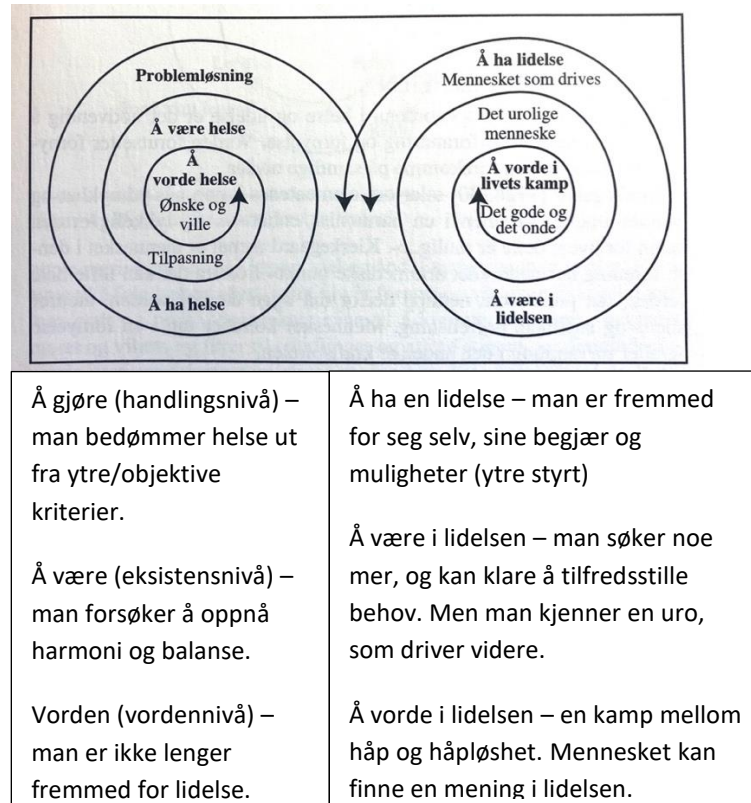 Problemløsning
Å være helse
Å
vorde helse
Ønske og
ville
Tilpasning
Å ha helse
Å ha lidelse
Mennesket som drives
Det urolige
menneske
Å vorde i
livets kamp
Det gode og
det onde
Å være i
lidelsen
Å gjøre (handlingsnivå) –
man bedømmer helse ut
fra ytre/objektive
kriterier.
Å være (eksistensnivå) –
man forsøker å oppnå
harmoni og balanse.
Vorden (vordennivå) –
man er ikke lenger
fremmed for lidelse.
Å ha en lidelse – man er fremmed
for seg selv, sine begjær og
muligheter (ytre styrt)
Å være i lidelsen – man søker noe
mer, og kan klare å tilfredsstille
behov. Men man kjenner en uro,
som driver videre.
Å vorde i lidelsen – en kamp mellom
håp og håpløshet. Mennesket kan
finne en mening i lidelsen.